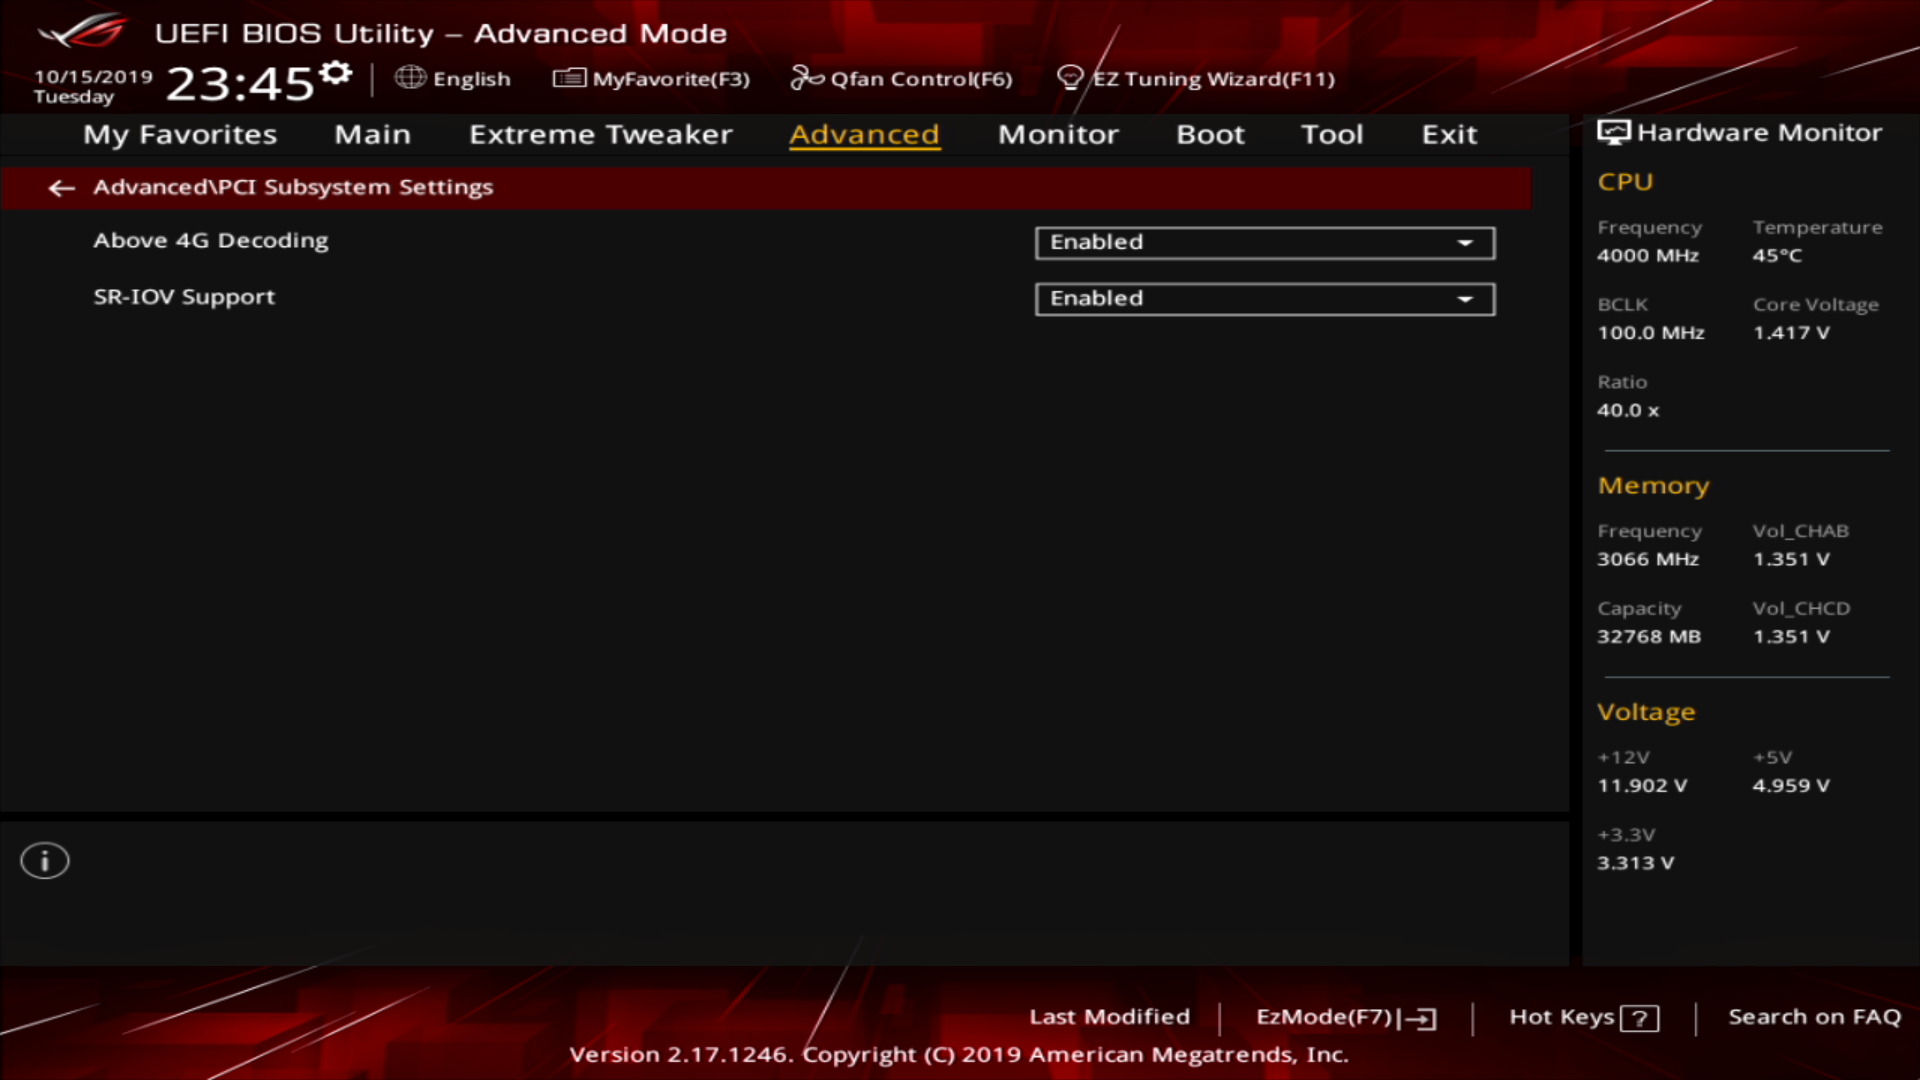 UEFI BIOS Utility – Advanced Mode
10/15/2019
Tuesday
23:45
English
MyFavorite(F3)
Qfan Control(F6)
EZ Tuning Wizard(F11)
My Favorites
Main
Extreme Tweaker
Advanced
Monitor
Boot
Tool
Exit
Advanced\PCI Subsystem Settings
Above 4G Decoding
Enabled
SR-IOV Support
Enabled
Hardware Monitor
CPU
Frequency Temperature
4000 MHz 45°C
BCLK Core Voltage
100.0 MHz 1.417 V
Ratio
40.0 x
Memory
Frequency Vol_CHAB
3066 MHz 1.351 V
Capacity Vol_CHCD
32768 MB 1.351 V
Voltage
+12V +5V
11.902 V 4.959 V
+3.3V
3.313 V
Last Modified
EzMode(F7)
Hot Keys ?
Search on FAQ
Version 2.17.1246. Copyright (C) 2019 American Megatrends, Inc.